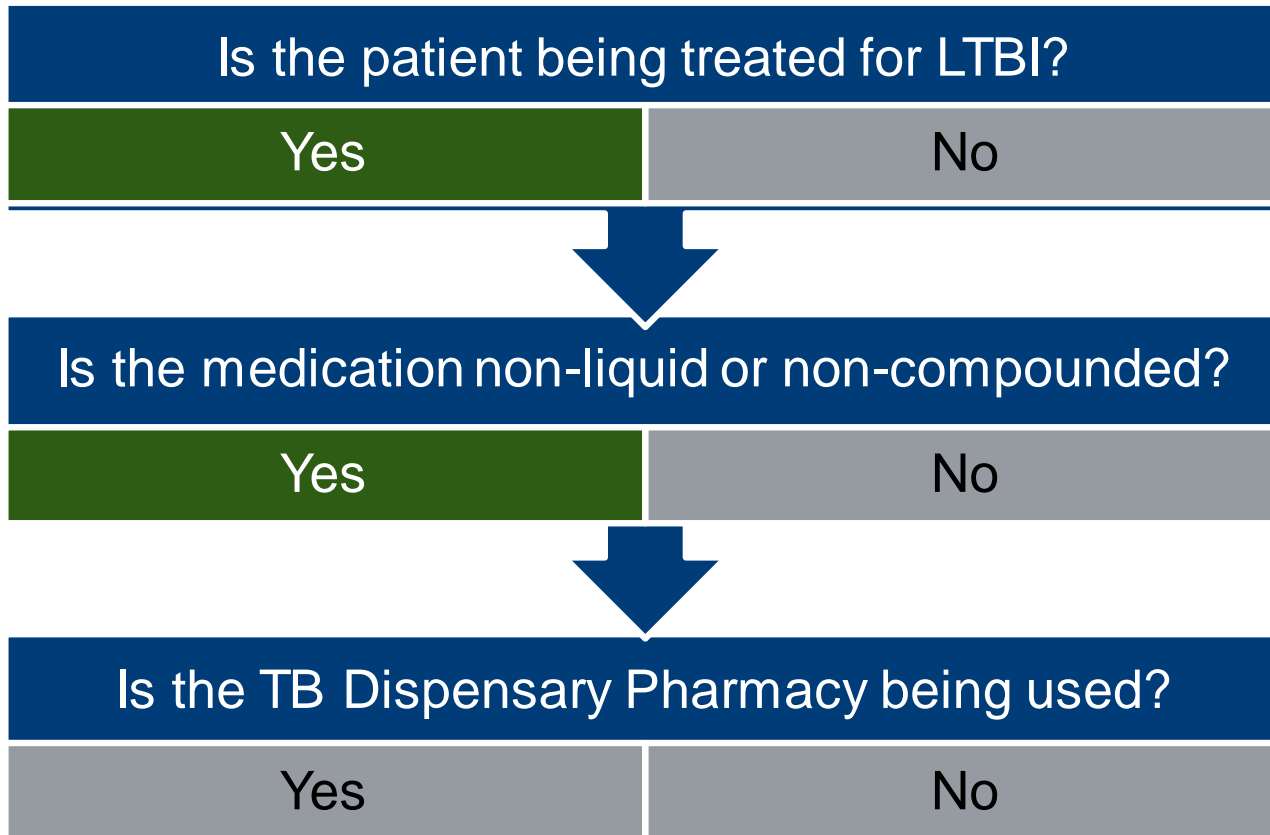 Is the patient being treated for LTBI?
Yes
No
Is the medication non-liquid or non-compounded?
Yes
No
Is the TB Dispensary Pharmacy being used?
Yes
No